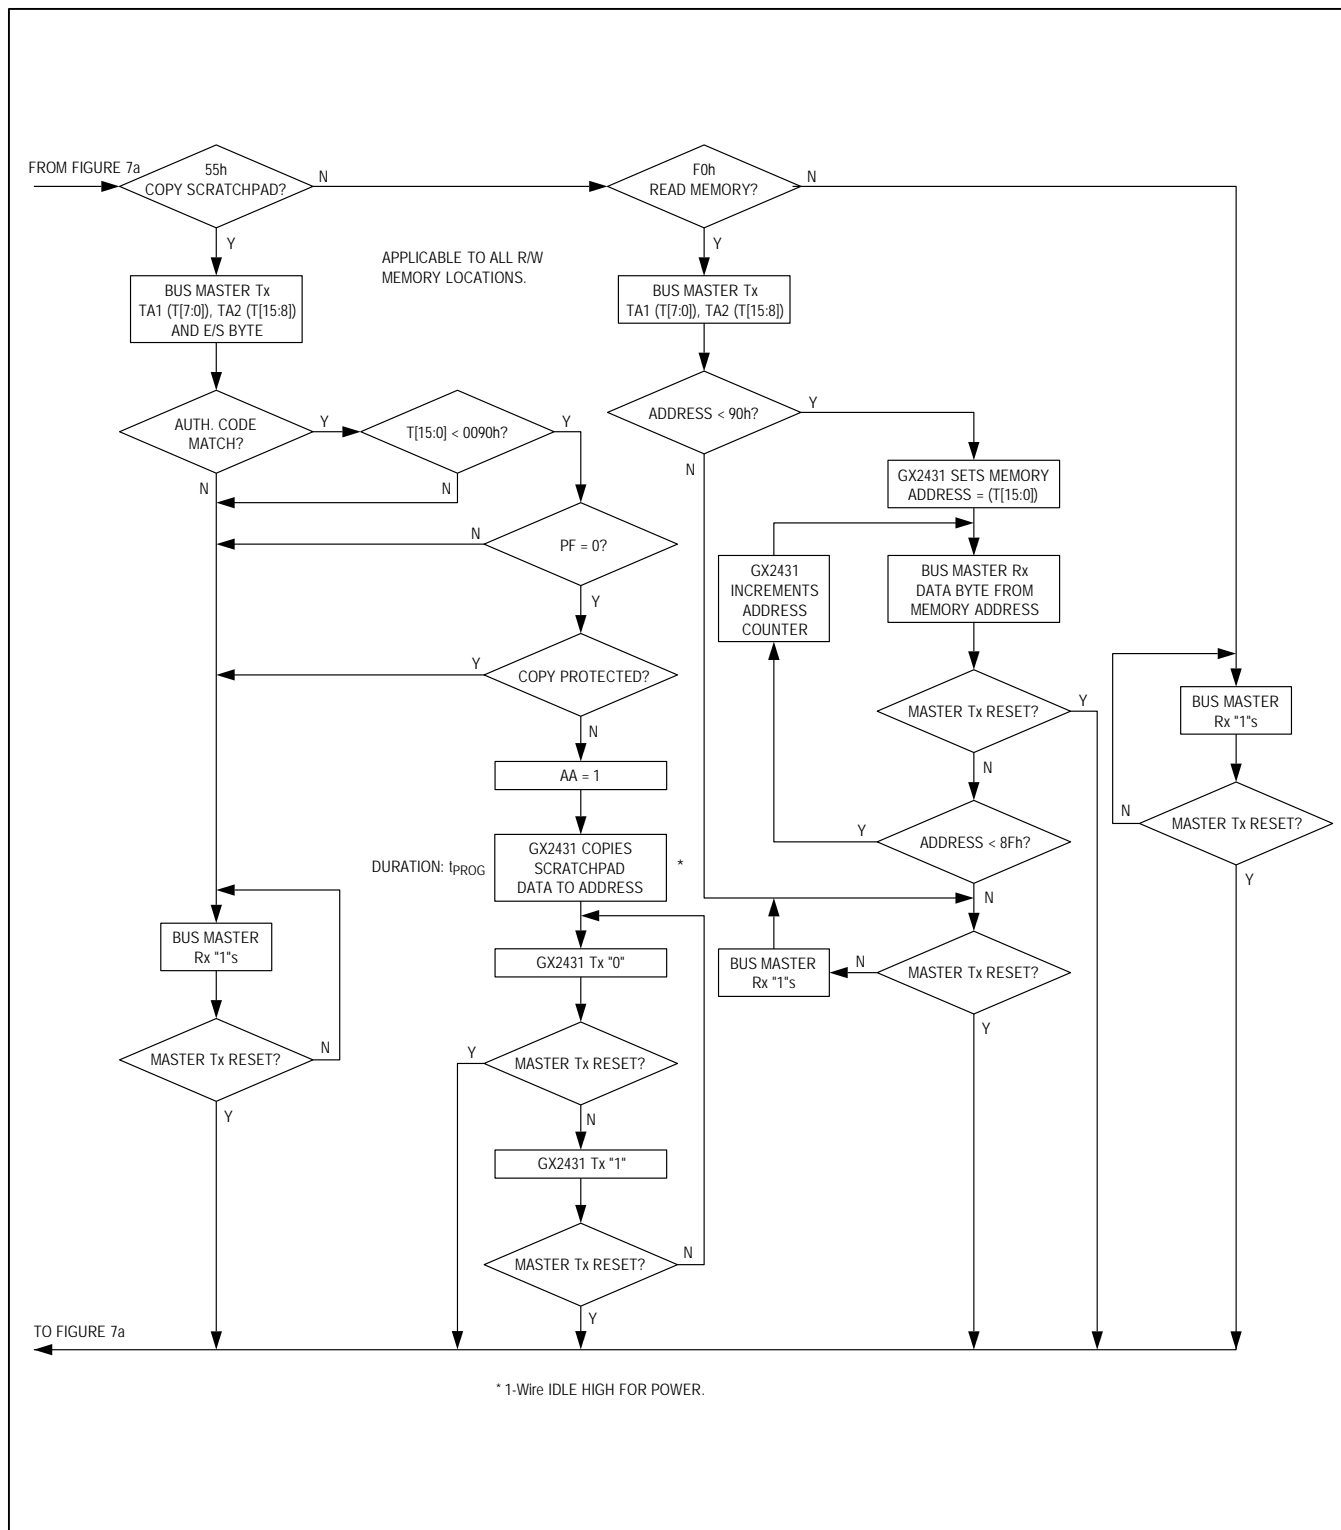 FROM FIGURE 7a
55h
COPY SCRATCHPAD?
N
Y
F0h
READ MEMORY?
N
Y
APPLICABLE TO ALL R/W
MEMORY LOCATIONS.
BUS MASTER Tx
TA1 (T[7:0]), TA2 (T[15:8])
AND E/S BYTE
AUTH. CODE
MATCH?
Y
N
T[15:0] < 0090h?
Y
N
PF = 0?
N
Y
COPY PROTECTED?
Y
N
AA = 1
DURATION: tPROG
GX2431 COPIES
SCRATCHPAD
DATA TO ADDRESS
*
GX2431 Tx "0"
MASTER Tx RESET?
Y
N
GX2431 Tx "1"
MASTER Tx RESET?
N
Y
BUS MASTER
Rx "1"s
MASTER Tx RESET?
N
Y
BUS MASTER Tx
TA1 (T[7:0]), TA2 (T[15:8])
ADDRESS < 90h?
Y
N
GX2431 SETS MEMORY
ADDRESS = (T[15:0])
GX2431
INCREMENTS
ADDRESS
COUNTER
BUS MASTER Rx
DATA BYTE FROM
MEMORY ADDRESS
MASTER Tx RESET?
Y
N
ADDRESS < 8Fh?
Y
N
MASTER Tx RESET?
N
Y
BUS MASTER
Rx "1"s
BUS MASTER
Rx "1"s
MASTER Tx RESET?
N
Y
TO FIGURE 7a
* 1-Wire IDLE HIGH FOR POWER.